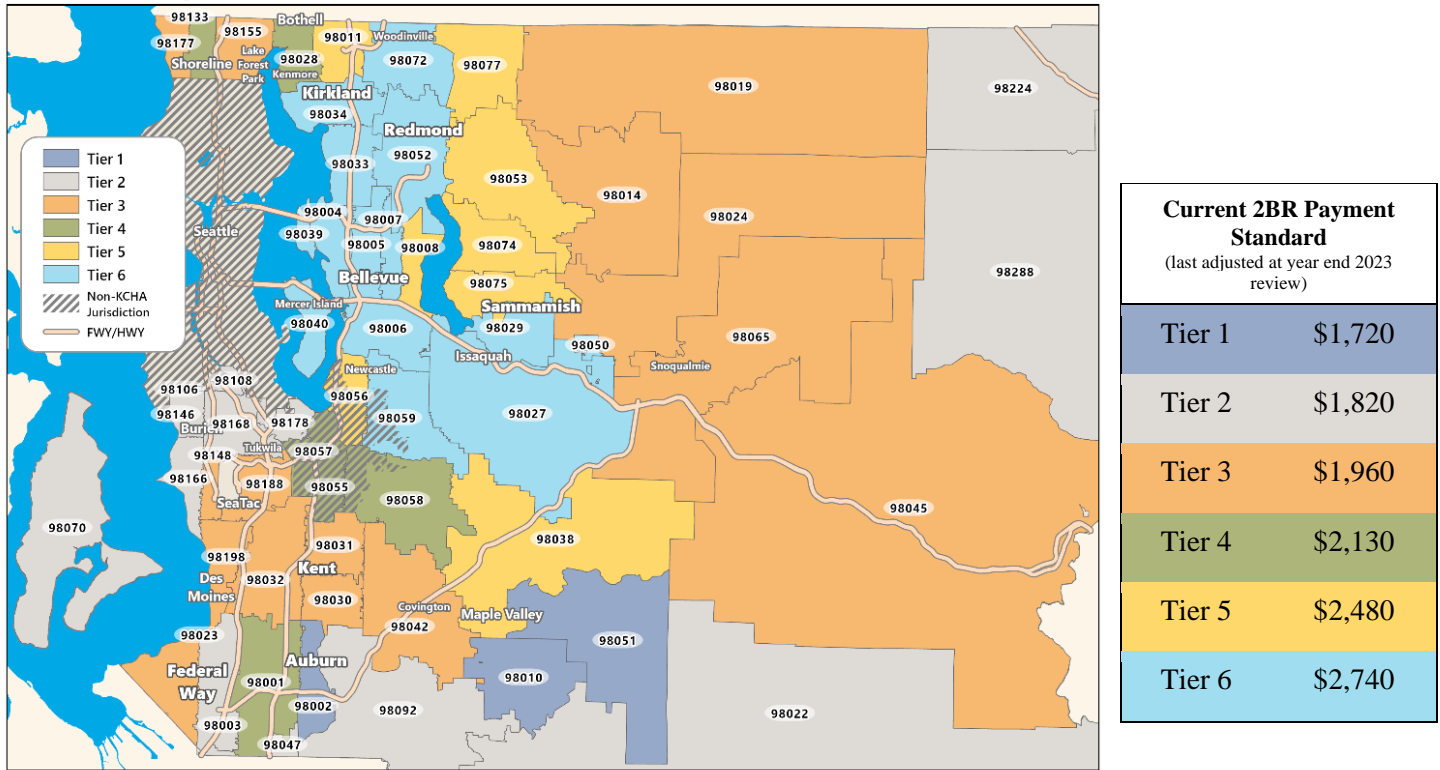 98133
Bothell
98177
98155
98011
Woodinville
Shoreline
Lake
Forest
Park
98028
Kenmore
98072
98077
98019
98224
Kirkland
98034
Redmond
98033
98052
98053
98014
98024
98004
98007
98039
98005
98008
98074
Seattle
Bellevue
98075
98288
Mercer Island
98040
98006
Sammamish
98029
98050
98065
Issaquah
Snoqualmie
Newcastle
98108
98106
98056
98146
98168
98178
98059
98027
Burien
Tukwila
98057
98148
98166
98188
98055
98058
SeaTac
98045
98070
98038
98031
98198
Kent
98032
Des
Moines
98030
Covington
Maple Valley
98042
98023
98051
Auburn
Federal
Way
98001
98010
98002
98092
98003
98022
98047
Tier 1
Tier 2
Tier 3
Tier 4
Tier 5
Tier 6
Non-KCHA
Jurisdiction
FWY/HWY
Current 2BR Payment
Standard
(last adjusted at year end 2023
review)
Tier 1 $1,720
Tier 2 $1,820
Tier 3 $1,960
Tier 4 $2,130
Tier 5 $2,480
Tier 6 $2,740